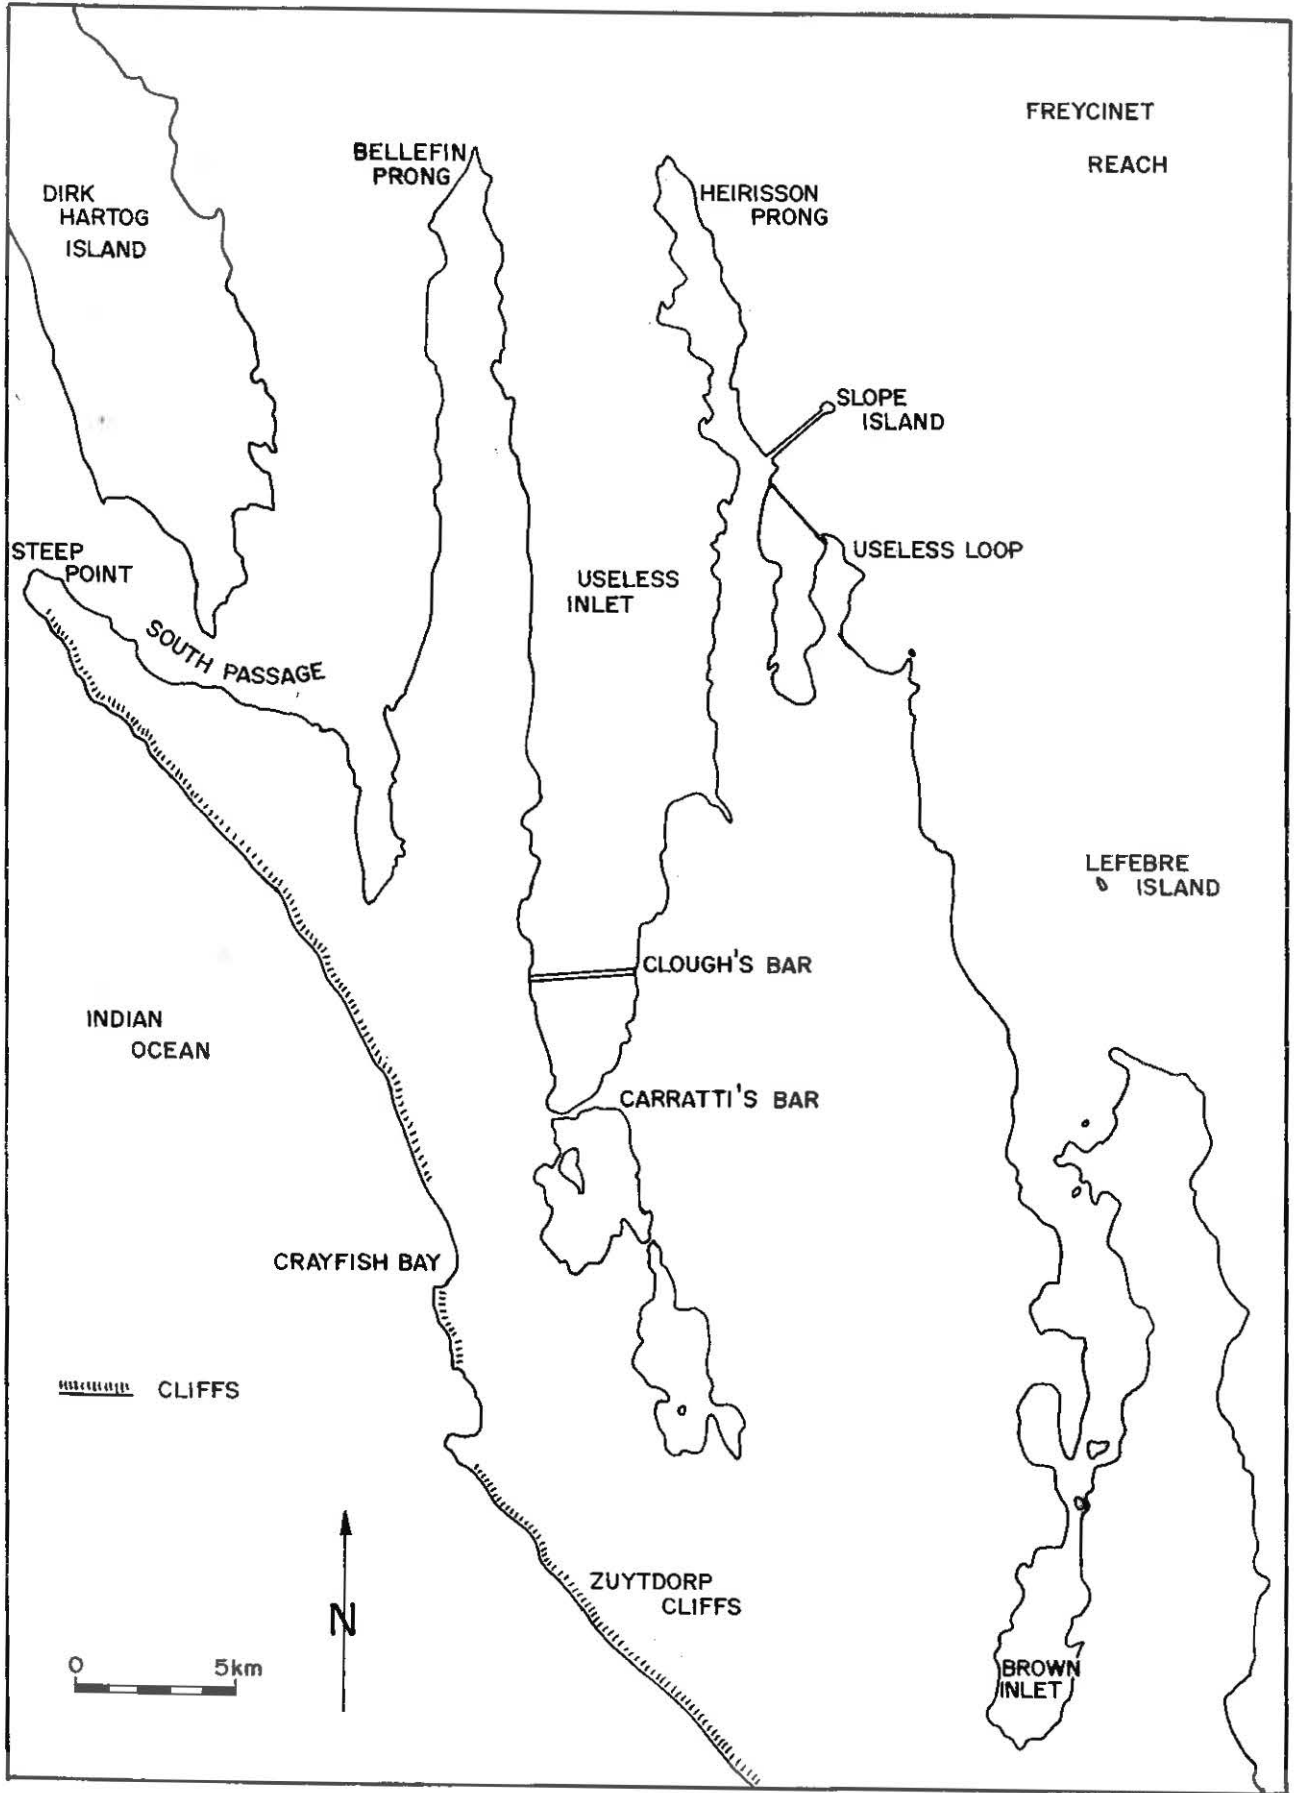 FREYCINET
REACH
BELLEFIN
PRONG
HEIRISSON
PRONG
DIRK
HARTOG
ISLAND
SLOPE
ISLAND
STEEP
POINT
USELESS LOOP
USELESS
INLET
SOUTH PASSAGE
LEFEBRE
ISLAND
CLOUGH'S BAR
INDIAN
OCEAN
CARRATTI'S BAR
CRAYFISH BAY
CLIFFS
ZUYTDORP
CLIFFS
N
0 5km
BROWN
INLET